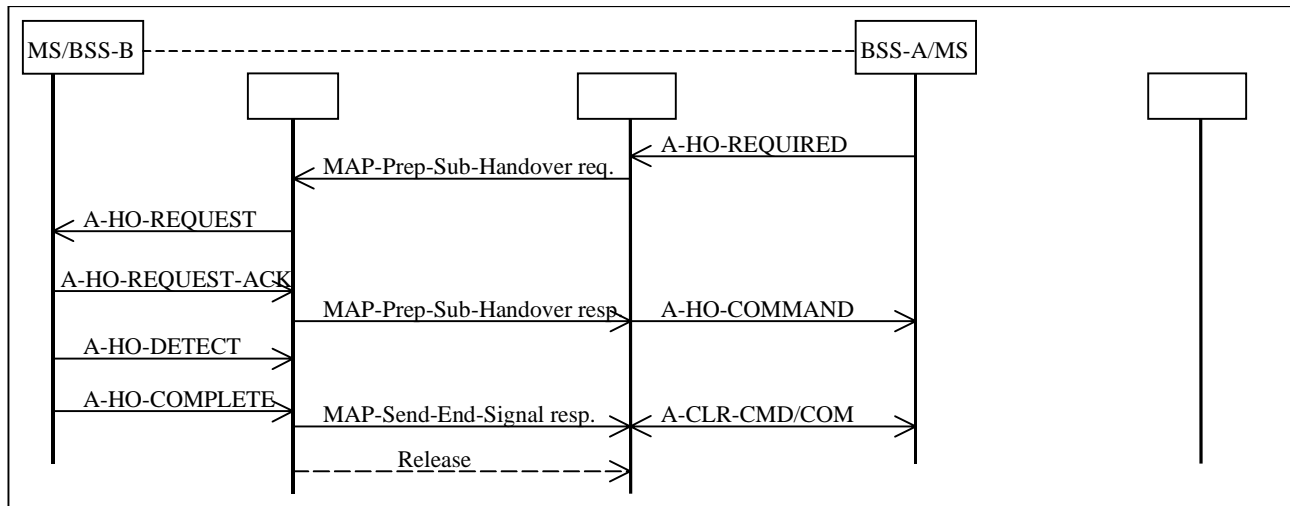 MS/BSS-B
BSS-A/MS
A-HO-REQUIRED
MAP-Prep-Sub-Handover req.
A-HO-REQUEST
A-HO-REQUEST-ACK
MAP-Prep-Sub-Handover resp
A-HO-COMMAND
A-HO-DETECT
A-HO-COMPLETE
MAP-Send-End-Signal resp.
A-CLR-CMD/COM
Release